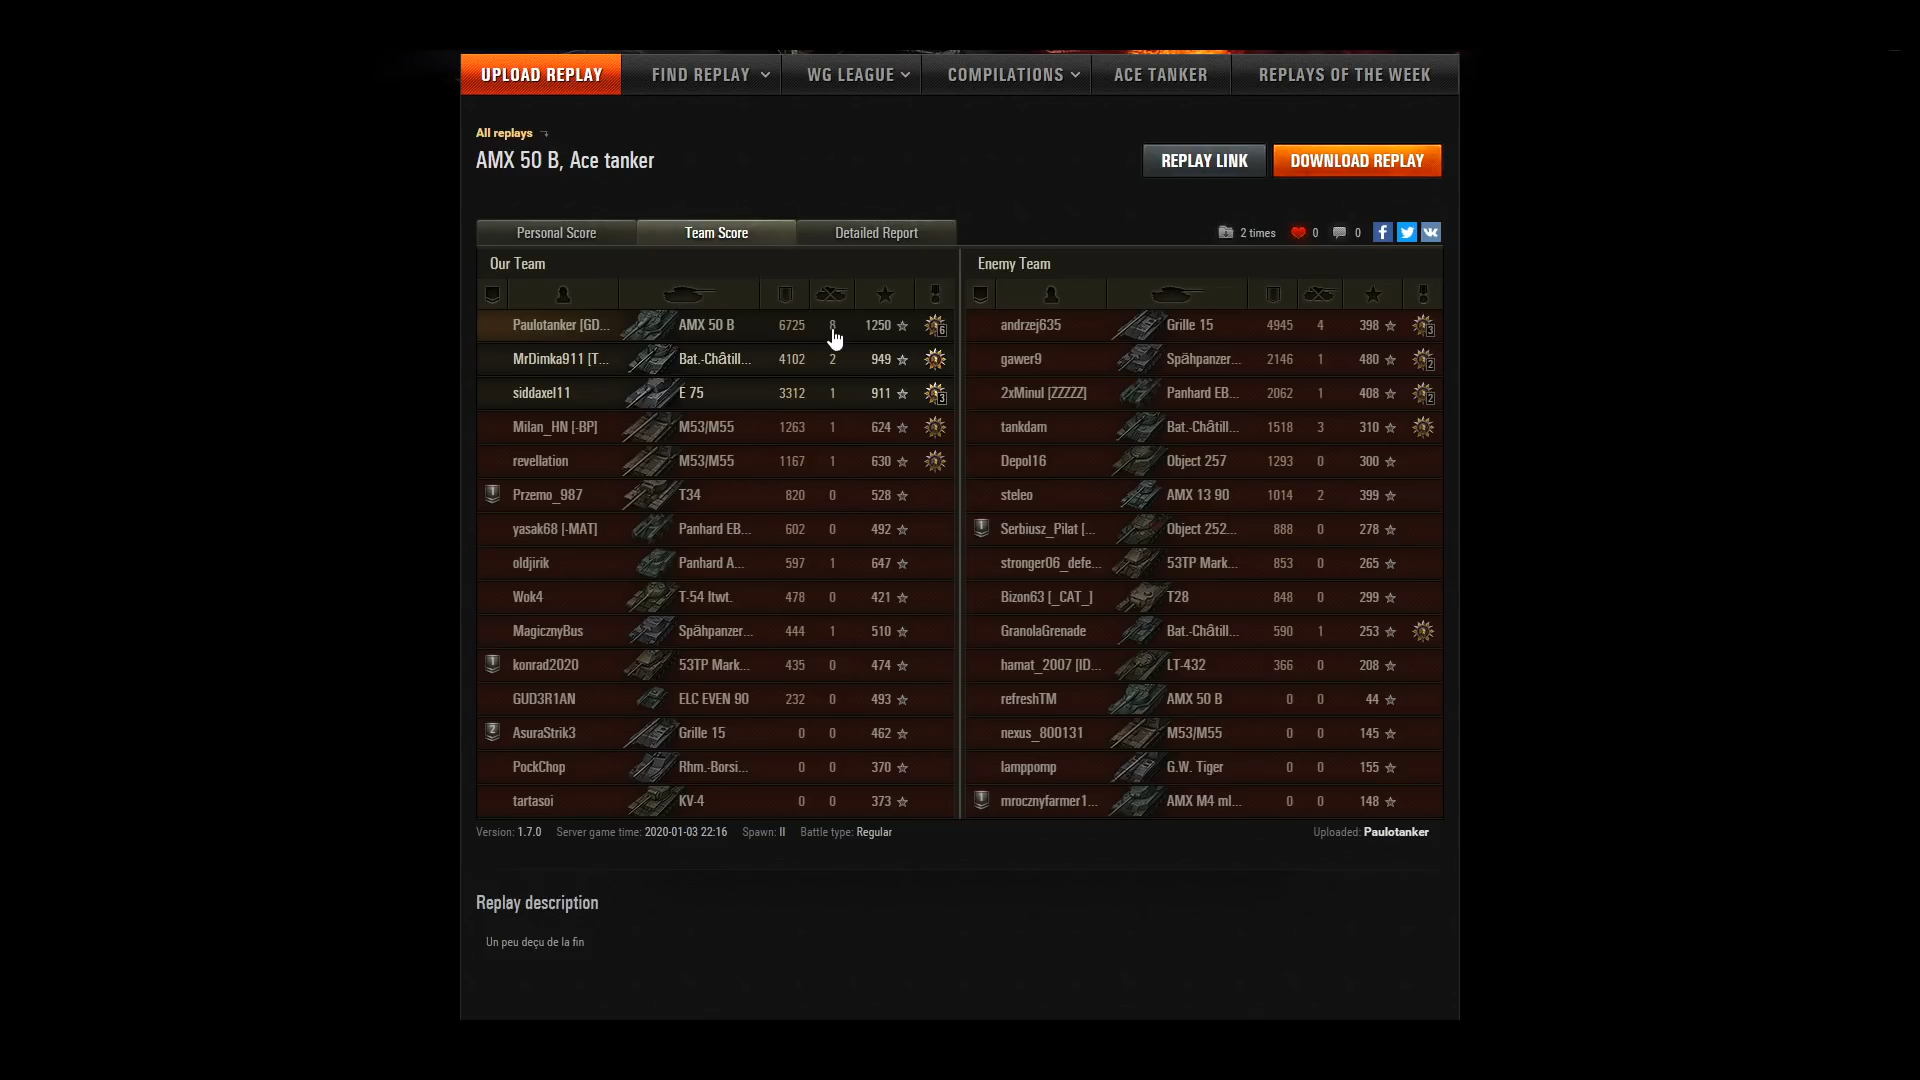 UPLOAD REPLAY FIND REPLAY WG LEAGUE COMPILATIONS ACE TANKER REPLAYS OF THE WEEK
All replays
AMX 50 B, Ace tanker
REPLAY LINK DOWNLOAD REPLAY
Personal Score Team Score Detailed Report 2 times 0 0
Our Team Enemy Team
Paulotanker [GD... AMX 50 B 6725 8 1250 6 andrzej635 Grille 15 4945 4 398 3
MrDimka911 [T... Bat.-Châtill... 4102 2 949 gawer9 Spähpanzer... 2146 1 480 2
siddaxel11 E 75 3312 1 911 3 2xMinul [ZZZZZ] Panhard EB... 2062 1 408 2
Milan_HN [-BP] M53/M55 1263 1 624 tankdam Bat.-Châtill... 1518 3 310
revellation M53/M55 1167 1 630 Depol16 Object 257 1293 0 300
1 Przemo_987 T34 820 0 528 steleo AMX 13 90 1014 2 399
yasak68 [-MAT] Panhard EB... 602 0 492 1 Serbiusz_Pilat [... Object 252... 888 0 278
oldjirik Panhard A... 597 1 647 stronger06_defe... 53TP Mark... 853 0 265
Wok4 T-54 ltwt. 478 0 421 Bizon63 [_CAT_] T28 848 0 299
MagicznyBus Spähpanzer... 444 1 510 GranolaGrenade Bat.-Châtill... 590 1 253
1 konrad2020 53TP Mark... 435 0 474 hamat_2007 [ID... LT-432 366 0 208
GUD3R1AN ELC EVEN 90 232 0 493 refreshTM AMX 50 B 0 0 44
2 AsuraStrik3 Grille 15 0 0 462 nexus_800131 M53/M55 0 0 145
PockChop Rhm.-Borsi... 0 0 370 lamppomp G.W. Tiger 0 0 155
tartasoi KV-4 0 0 373 1 mrocznyfarmer1... AMX M4 ml... 0 0 148
Version: 1.7.0 Server game time: 2020-01-03 22:16 Spawn: II Battle type: Regular Uploaded: Paulotanker
Replay description
Un peu deçu de la fin